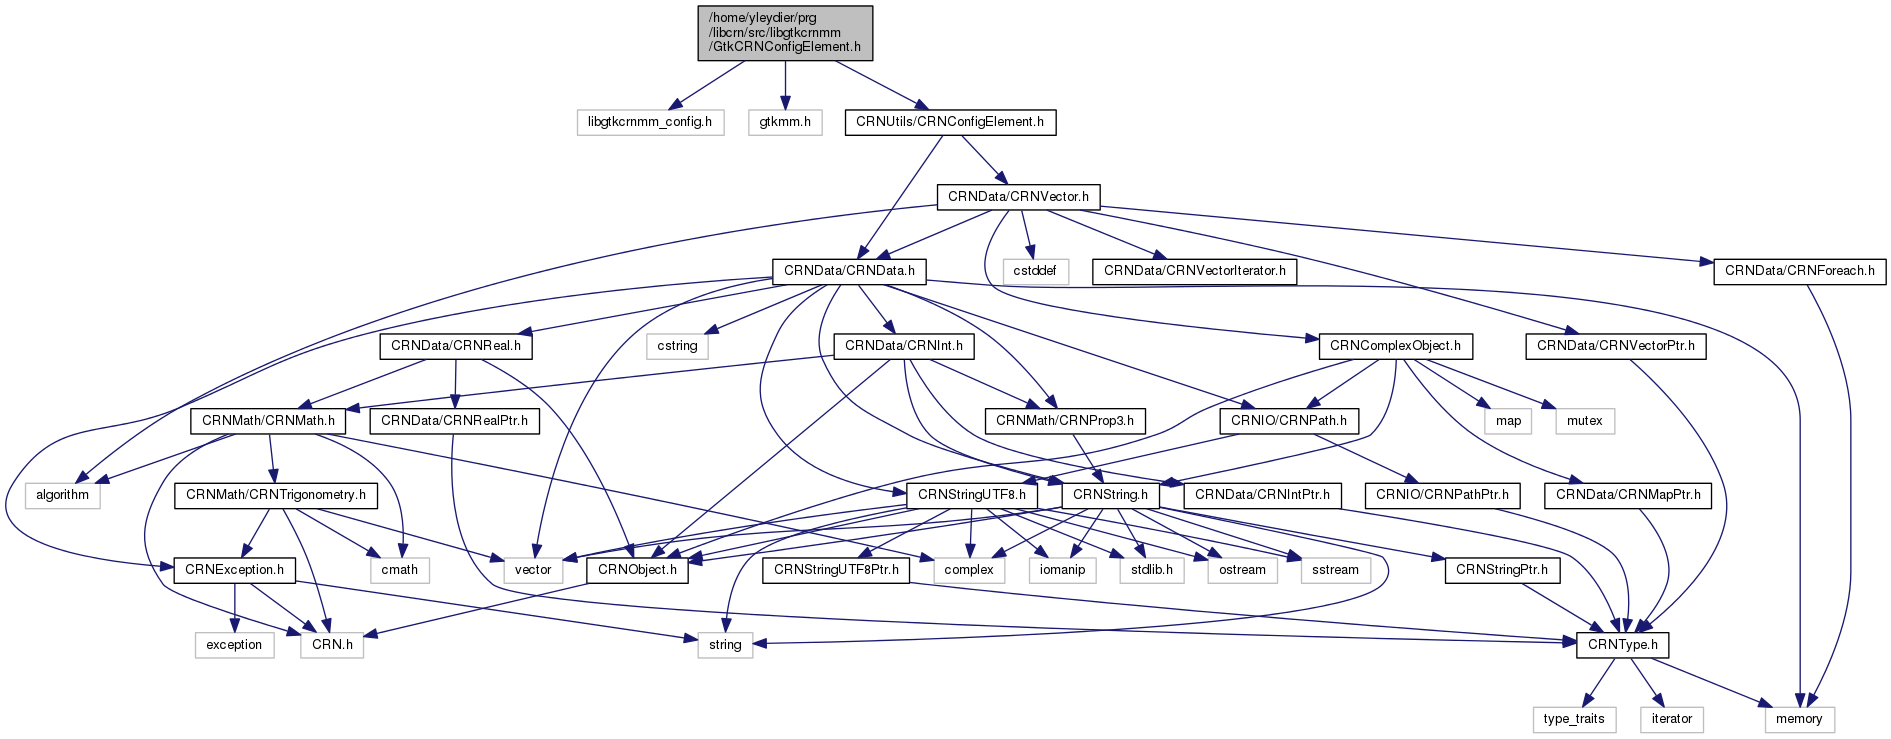 /home/yleydier/prg
/libcrn/src/libgtkcrnmm
/GtkCRNConfigElement.h
libgtkcrnmm_config.h
gtkmm.h
CRNUtils/CRNConfigElement.h
CRNData/CRNVector.h
CRNData/CRNData.h
cstddef
CRNData/CRNVectorIterator.h
CRNData/CRNForeach.h
CRNData/CRNReal.h
cstring
CRNData/CRNInt.h
CRNComplexObject.h
CRNData/CRNVectorPtr.h
CRNMath/CRNMath.h
CRNData/CRNRealPtr.h
CRNMath/CRNProp3.h
CRNIO/CRNPath.h
map
mutex
algorithm
CRNMath/CRNTrigonometry.h
CRNStringUTF8.h
CRNString.h
CRNData/CRNIntPtr.h
CRNIO/CRNPathPtr.h
CRNData/CRNMapPtr.h
CRNException.h
cmath
vector
CRNObject.h
CRNStringUTF8Ptr.h
complex
iomanip
stdlib.h
ostream
sstream
CRNStringPtr.h
exception
CRN.h
string
CRNType.h
type_traits
iterator
memory